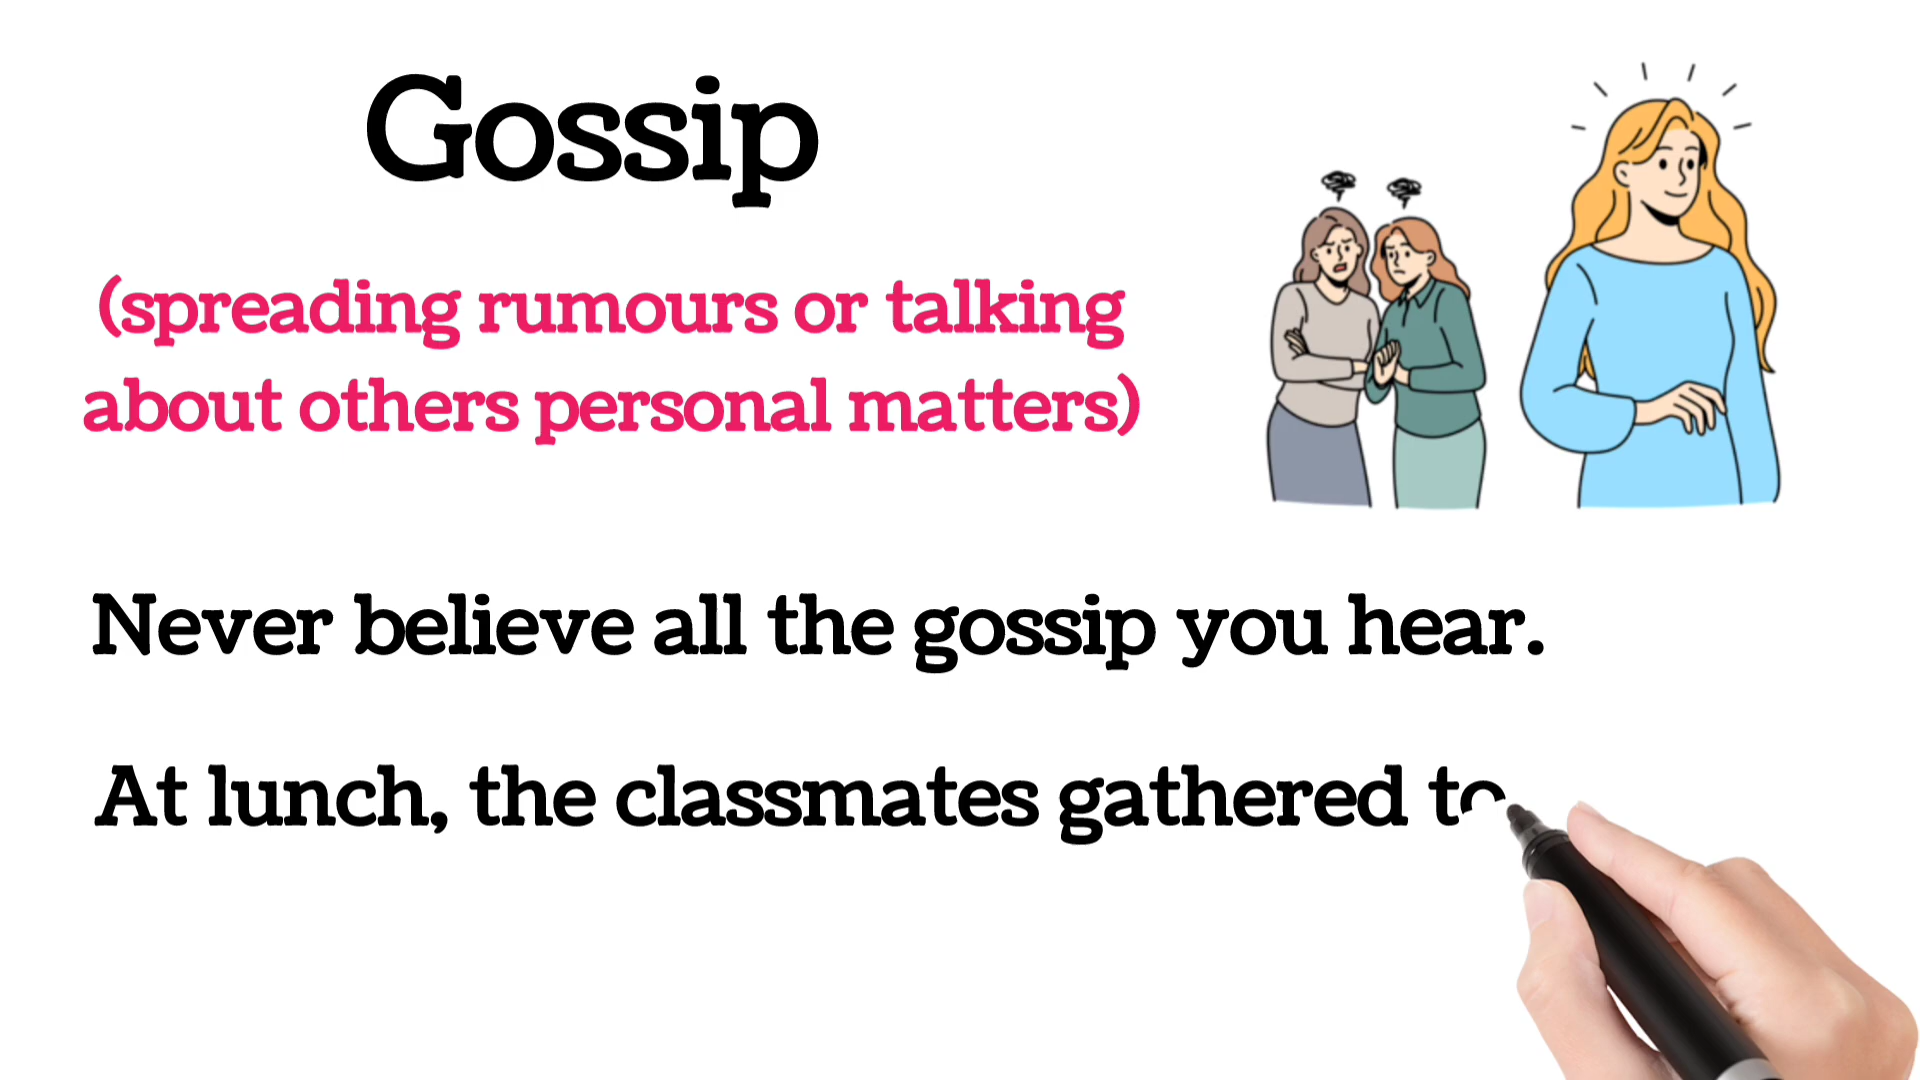 Gossip
(spreading rumours or talking
about others personal matters)
Never believe all the gossip you hear.
At lunch, the classmates gathered to